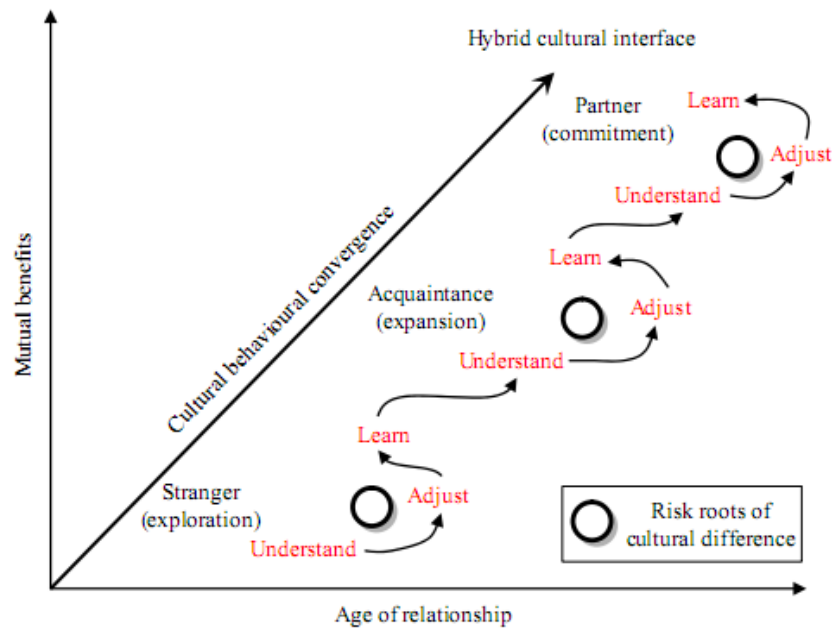 Hybrid cultural interface
Partner
(commitment)
Learn
Adjust
Understand
Learn
Acquaintance
(expansion)
Adjust
Understand
Learn
Stranger
(exploration)
Adjust
Understand
Cultural behavioural convergence
Mutual benefits
Age of relationship
Risk roots of
cultural difference